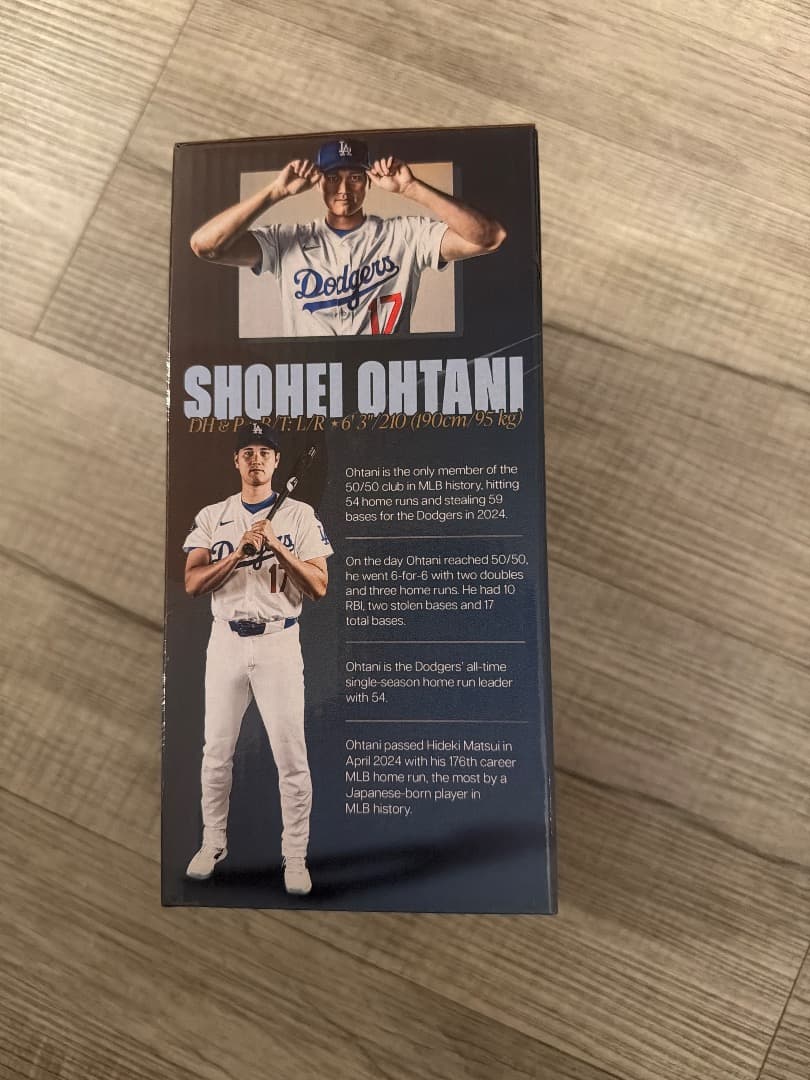 LA
Dodgers
17
SHOHEI OHTANI
DH & P ★ B/T: L/R ★ 6' 3"/210 (190cm/95 kg)
LA
Dodgers
17
LA
Ohtani is the only member of the
50/50 club in MLB history, hitting
54 home runs and stealing 59
bases for the Dodgers in 2024.
On the day Ohtani reached 50/50,
he went 6-for-6 with two doubles
and three home runs. He had 10
RBI, two stolen bases and 17
total bases.
Ohtani is the Dodgers' all-time
single-season home run leader
with 54.
Ohtani passed Hideki Matsui in
April 2024 with his 176th career
MLB home run, the most by a
Japanese-born player in
MLB history.